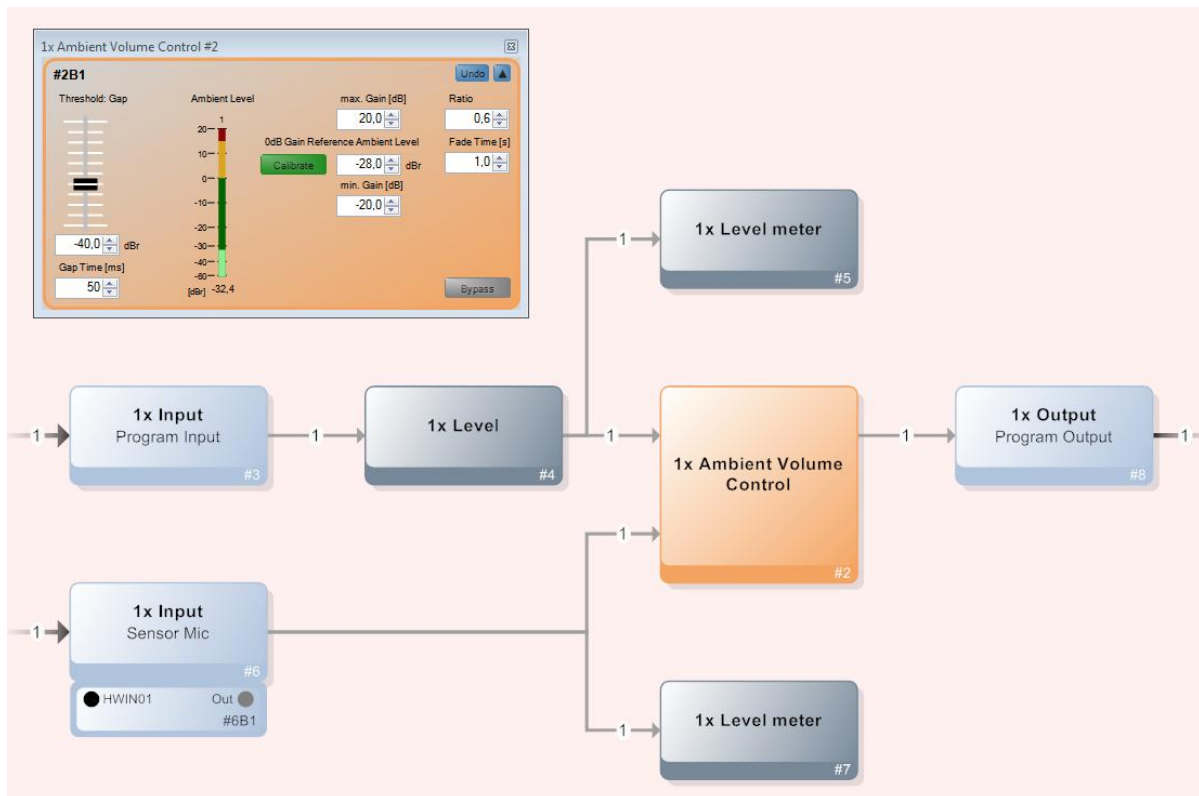 1x Ambient Volume Control #2
#2B1
Undo
Threshold: Gap
Ambient Level
max. Gain [dB]
Ratio
1
20,0
0,6
20
10
0
-10
-20
-30
-40
-60
0dB Gain Reference Ambient Level
Fade Time [s]
Calibrate
-28,0
dBr
1,0
min. Gain [dB]
-20,0
-40,0
dBr
Gap Time [ms]
50
[dBr] -32,4
Bypass
1x Level meter
#5
1
1
1x Input
Program Input
#3
1
1x Level
#4
1
1x Ambient Volume
Control
#2
1
1x Output
Program Output
#8
1
1
1
1x Input
Sensor Mic
#6
HWIN01
Out
#6B1
1
1x Level meter
#7